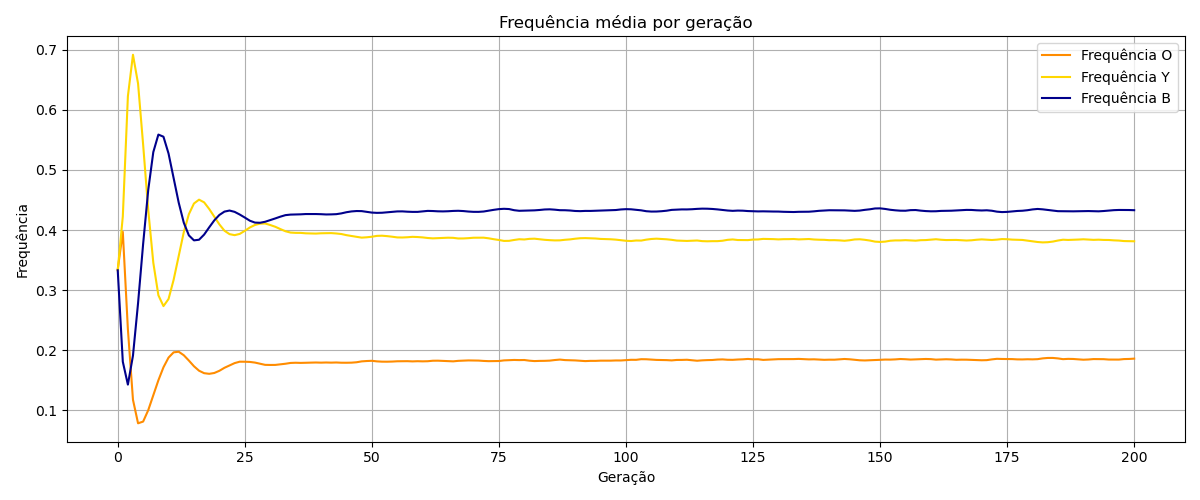 Frequência média por geração
Frequência O
Frequência Y
Frequência B
Frequência
0.7
0.6
0.5
0.4
0.3
0.2
0.1
0 25 50 75 100 125 150 175 200
Geração